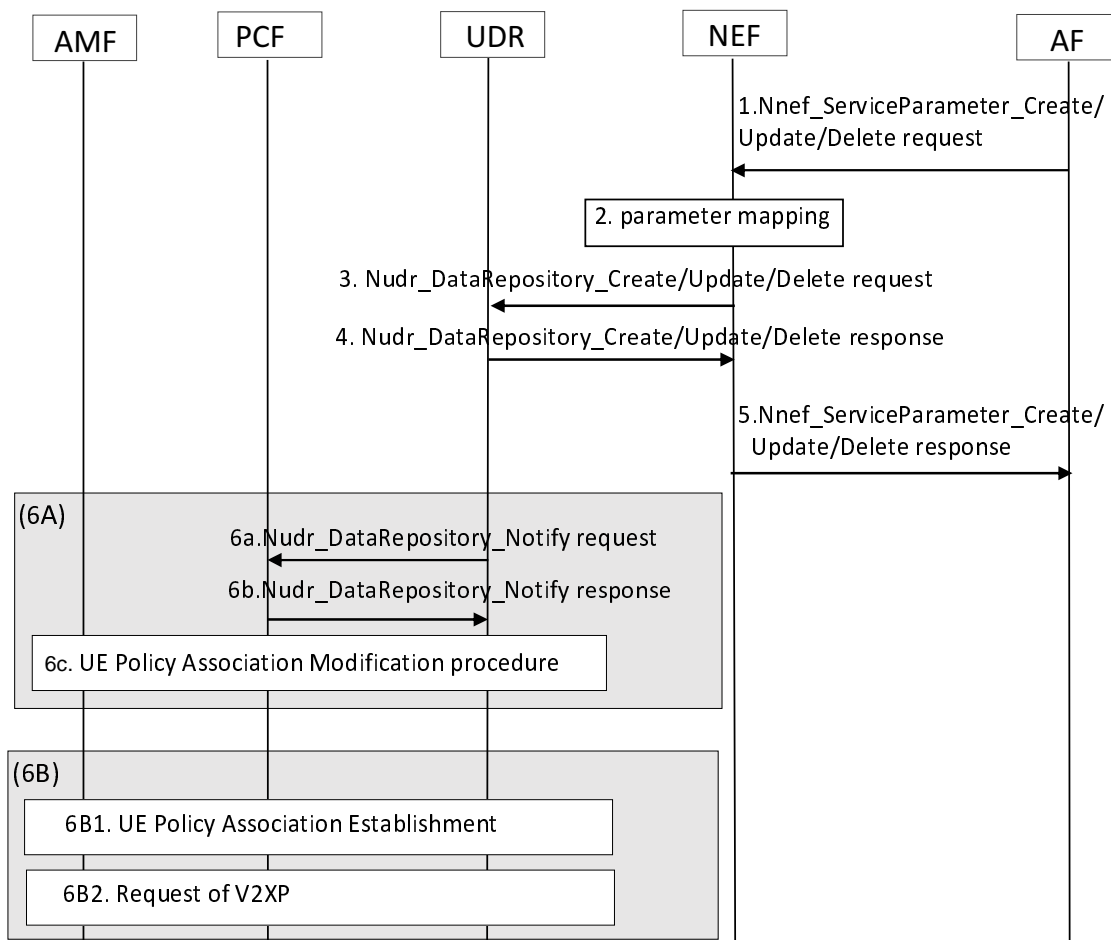 AMF
PCF
UDR
NEF
AF
1.Nnef_ServiceParameter_Create/
Update/Delete request
2. parameter mapping
3. Nudr_DataRepository_Create/Update/Delete request
4. Nudr_DataRepository_Create/Update/Delete response
5.Nnef_ServiceParameter_Create/
Update/Delete response
(6A)
6a.Nudr_DataRepository_Notify request
6b.Nudr_DataRepository_Notify response
6c. UE Policy Association Modification procedure
(6B)
6B1. UE Policy Association Establishment
6B2. Request of V2XP